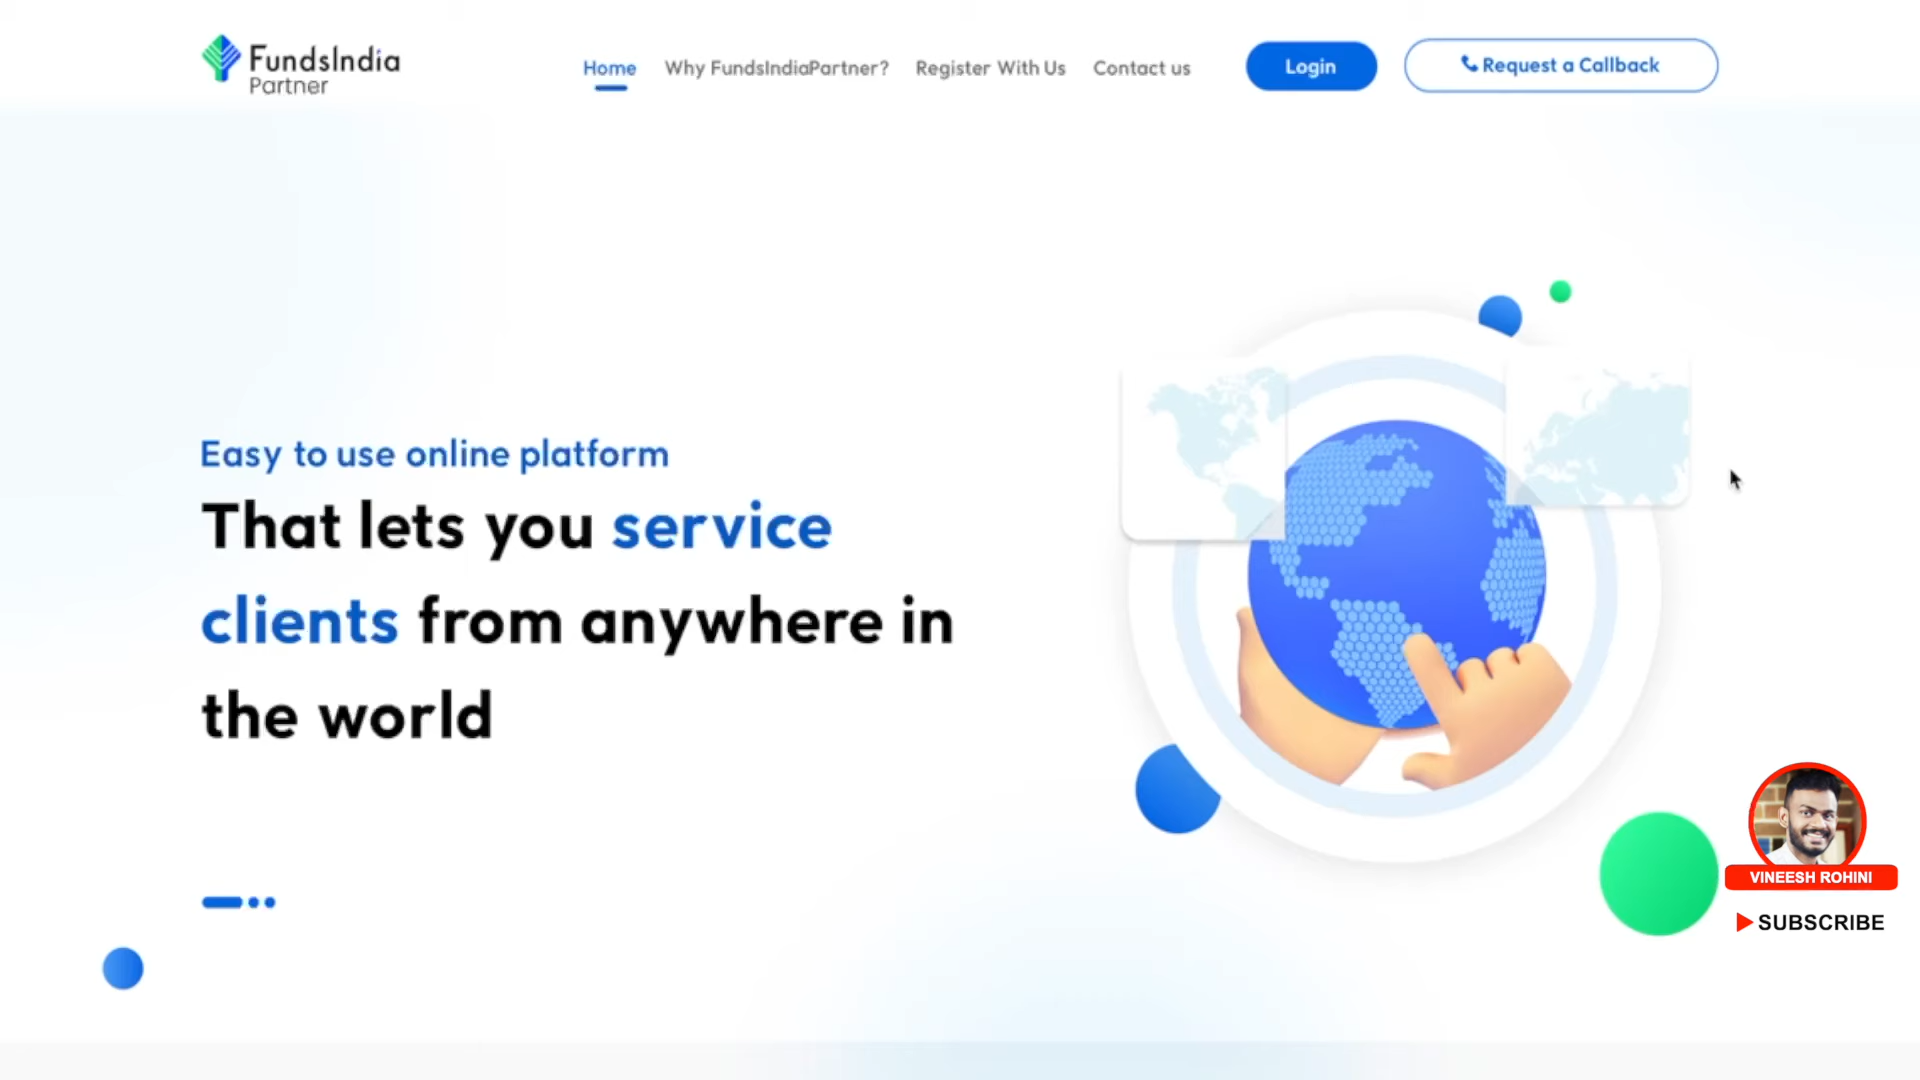 FundsIndia
Partner
Home
Why FundsIndiaPartner?
Register With Us
Contact us
Login
Request a Callback
Easy to use online platform
That lets you service
clients from anywhere in
the world
VINEESH ROHINI
SUBSCRIBE